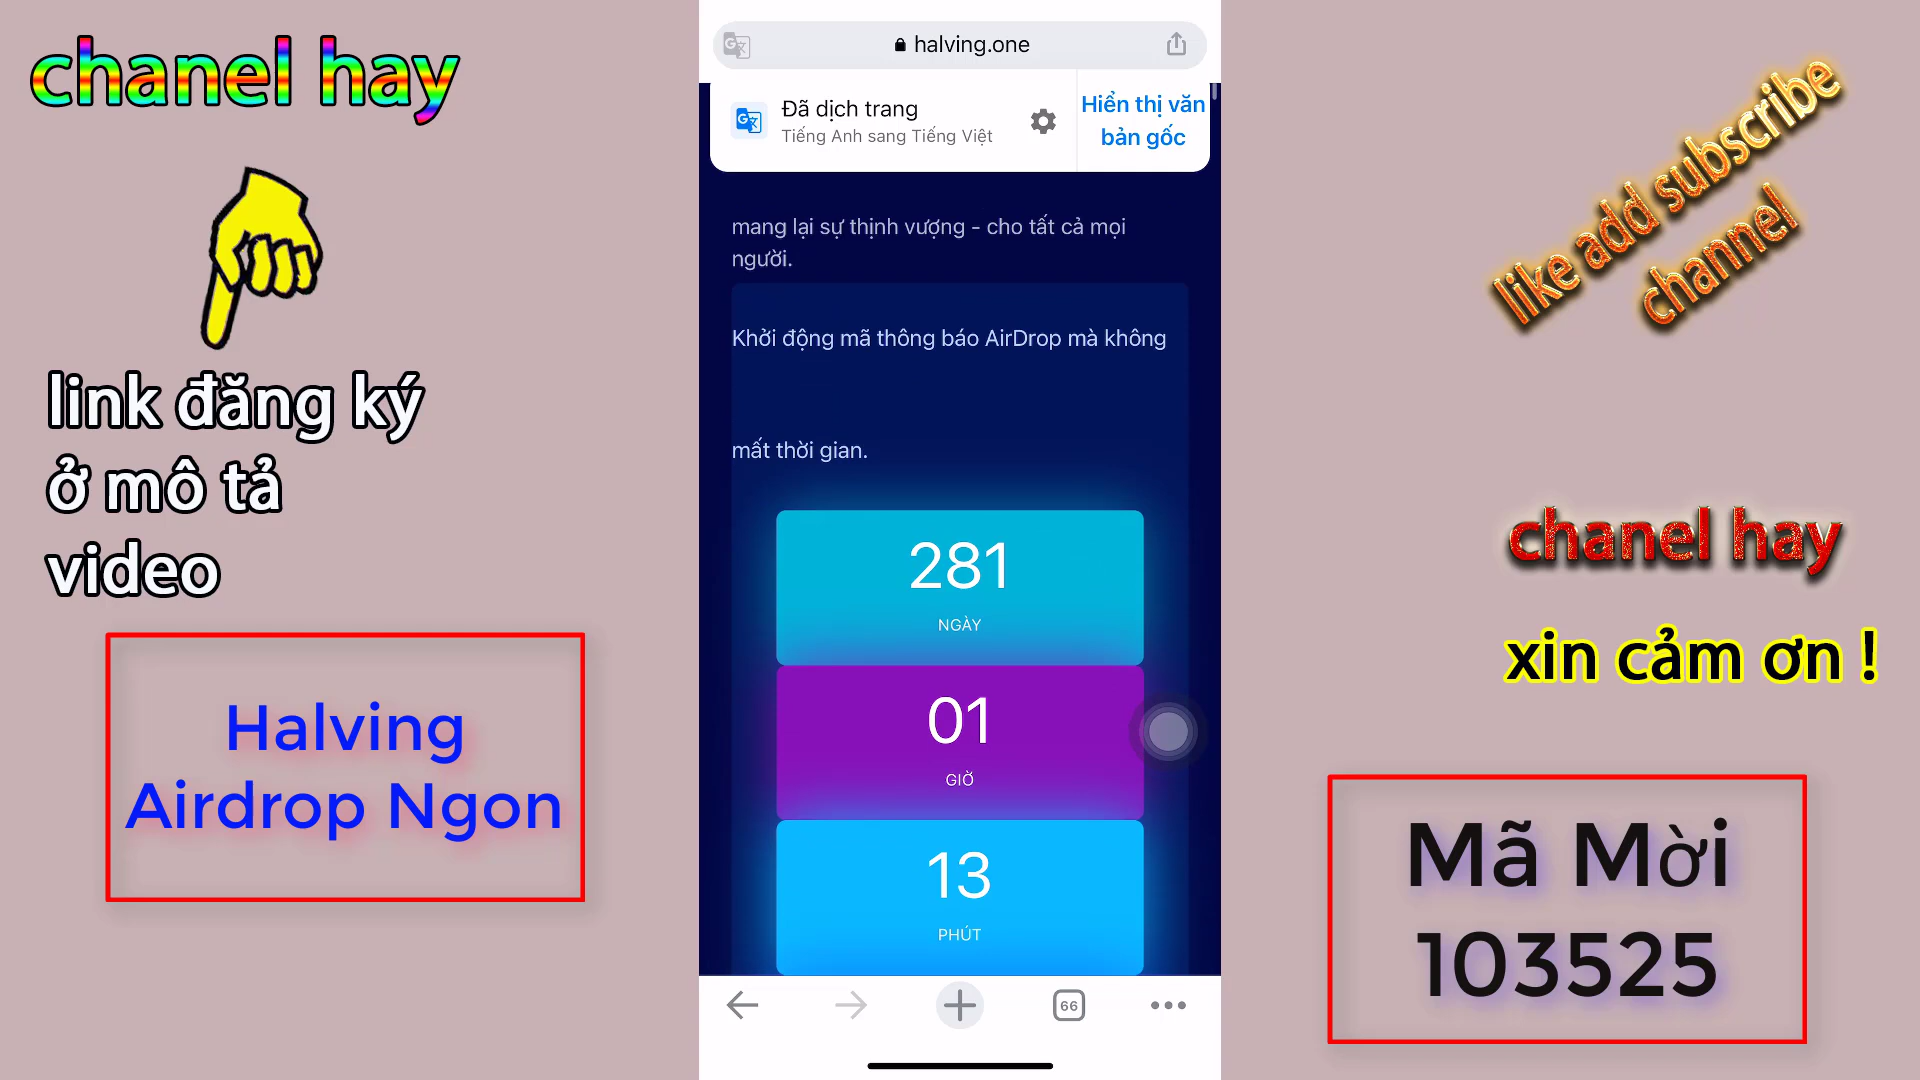 chanel hay
link đăng ký
ở mô tả
video
Halving
Airdrop Ngon
halving.one
Đã dịch trang
Tiếng Anh sang Tiếng Việt
Hiển thị văn
bản gốc
mang lại sự thịnh vượng - cho tất cả mọi
người.
Khởi động mã thông báo AirDrop mà không
mất thời gian.
281
NGÀY
01
GIỜ
13
PHÚT
66
like add subscribe
channel
chanel hay
xin cảm ơn !
Mã Mời
103525